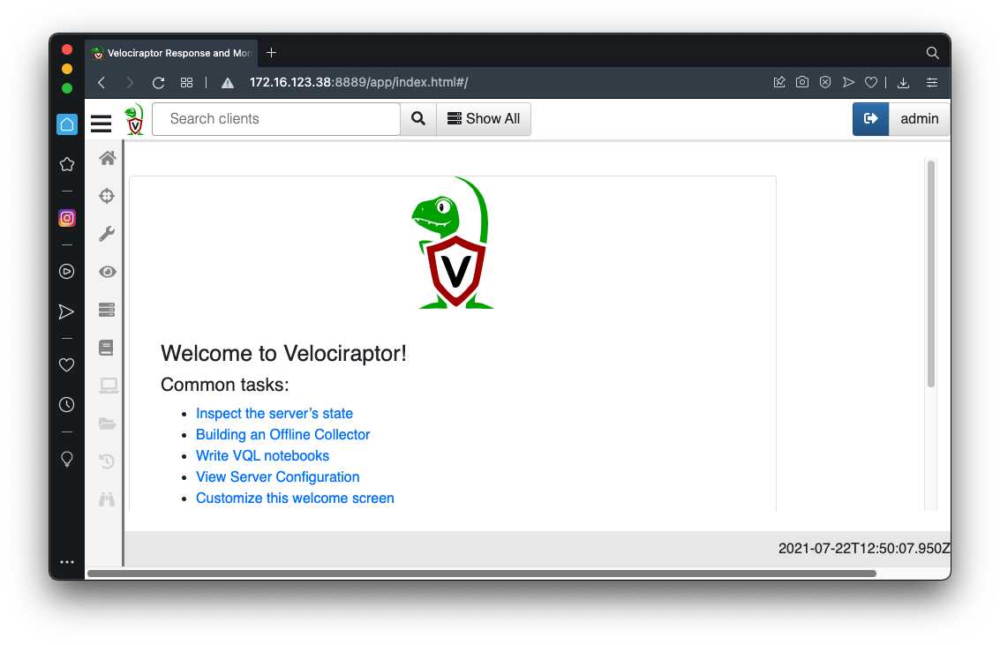 Velociraptor Response and Mon
172.16.123.38:8889/app/index.html#/
Search clients
Show All
admin
V
V
Welcome to Velociraptor!
Common tasks:
Inspect the server’s state
Building an Offline Collector
Write VQL notebooks
View Server Configuration
Customize this welcome screen
2021-07-22T12:50:07.950Z